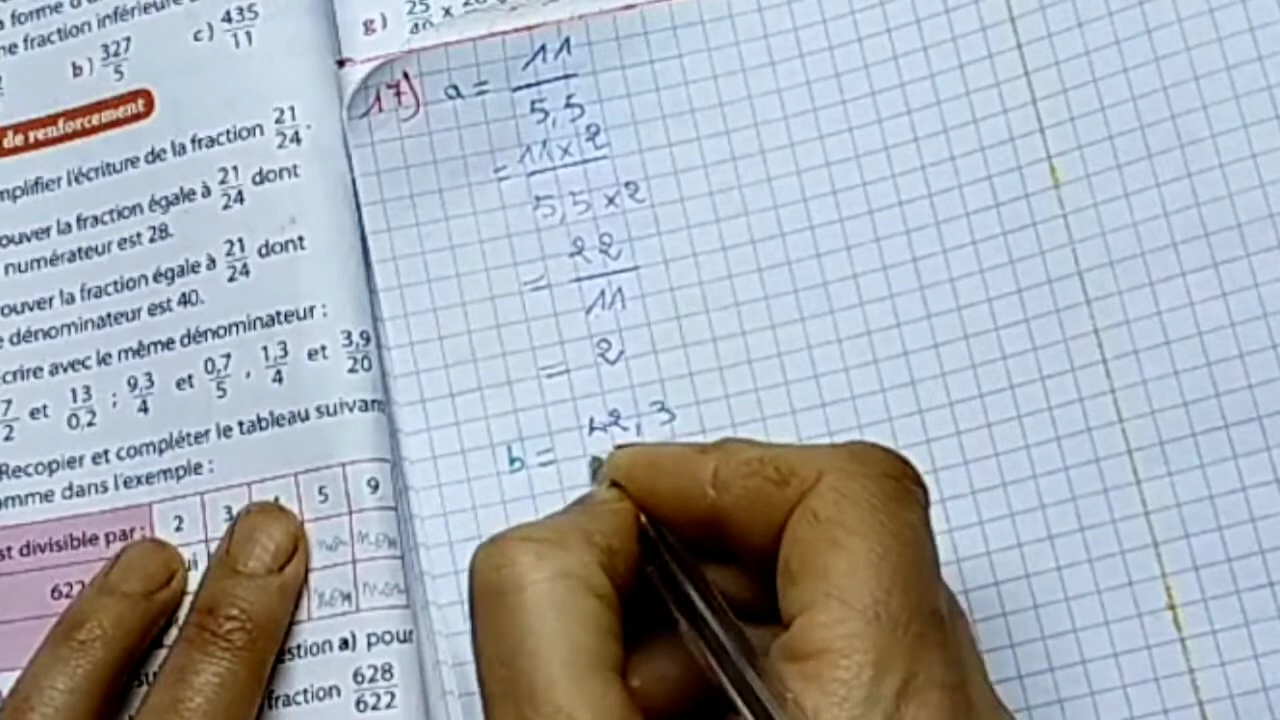 a forme
ne fraction inférieure
b) 327/5 c) 435/11
de renforcement
mplifier l'écriture de la fraction 21/24.
ouver la fraction égale à 21/24 dont
numérateur est 28.
ouver la fraction égale à 21/24 dont
e dénominateur est 40.
crire avec le même dénominateur :
7/2 et 13/0,2 ; 9,3/4 et 0,7/5 , 1,3/4 et 3,9/20
Recopier et compléter le tableau suivan
omme dans l'exemple :
st divisible par : 2 3 5 9
622 ui non non
non non
estion a) pour
fraction 628/622
g) 25/40 ×
17) a = 11/5,5
= 11×2/5,5×2
= 22/11
= 2
b = 42,3